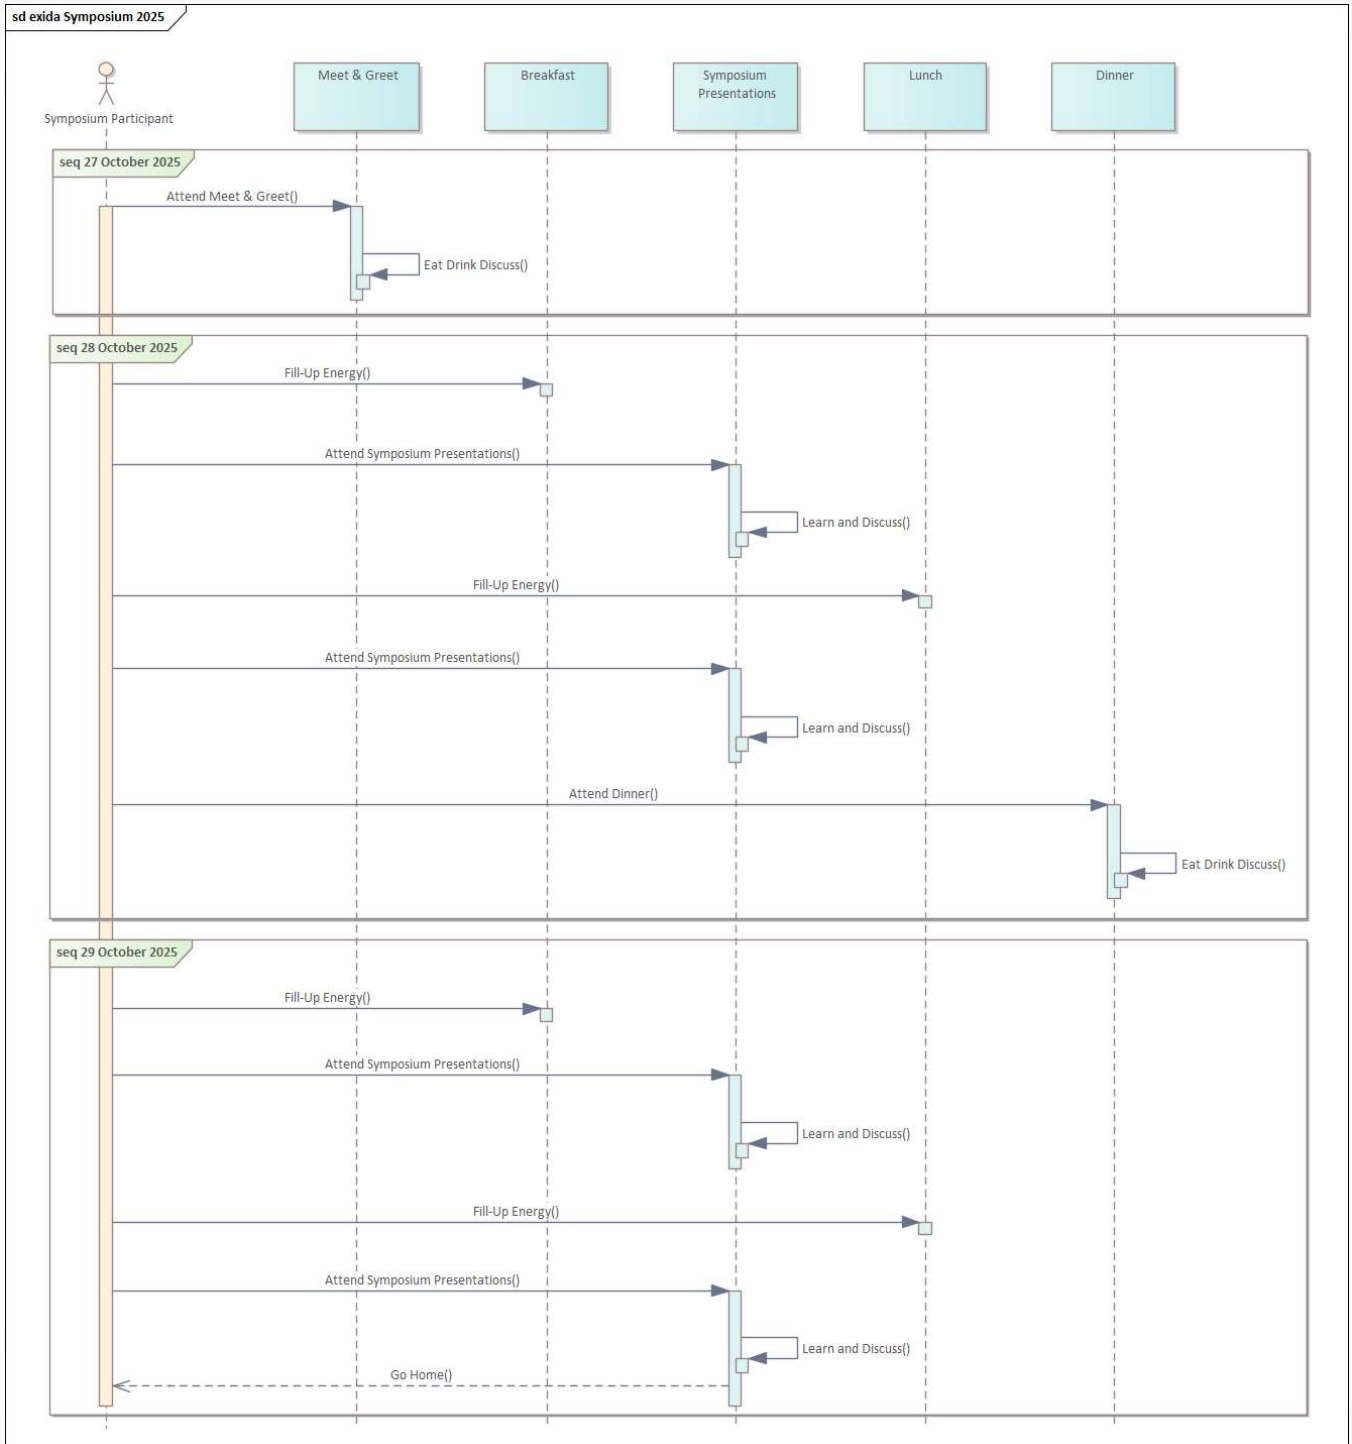 sd exida Symposium 2025
Symposium Participant
Meet & Greet
Breakfast
Symposium
Presentations
Lunch
Dinner
seq 27 October 2025
Attend Meet & Greet()
Eat Drink Discuss()
seq 28 October 2025
Fill-Up Energy()
Attend Symposium Presentations()
Learn and Discuss()
Fill-Up Energy()
Attend Symposium Presentations()
Learn and Discuss()
Attend Dinner()
Eat Drink Discuss()
seq 29 October 2025
Fill-Up Energy()
Attend Symposium Presentations()
Learn and Discuss()
Fill-Up Energy()
Attend Symposium Presentations()
Learn and Discuss()
Go Home()